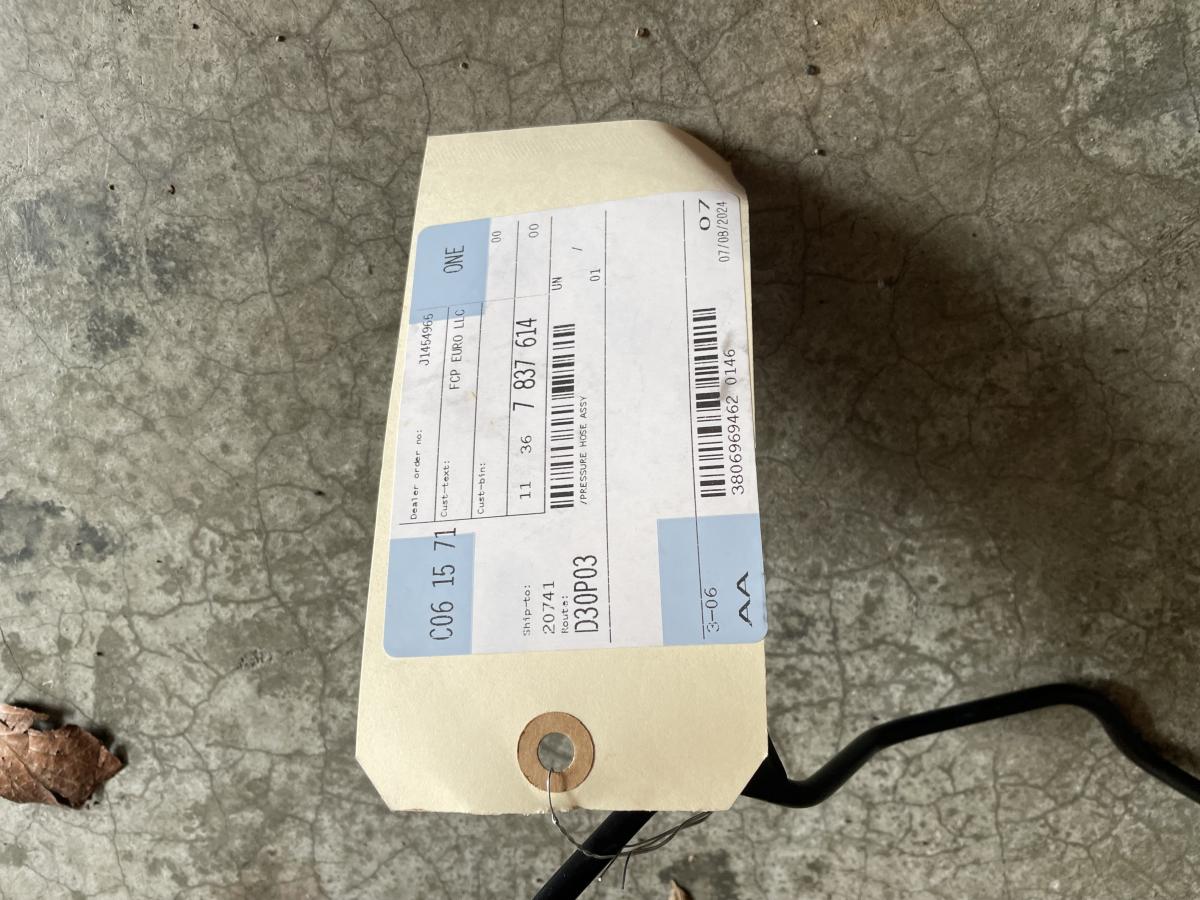 C06 15 71
Dealer order no: J1454965
Cust-text: FCP EURO LLC
ONE
Cust-bin: 00
11 36 7 837 614 00
Ship-to:
20741
UN
/PRESSURE HOSE ASSY
/
Route:
D30P03
01
3-06
AA
3806969462 0146
07
07/08/2024